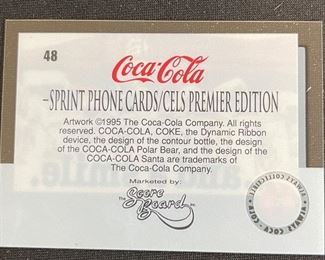 48
Coca-Cola
-SPRINT PHONE CARDS/CELS PREMIER EDITION
Artwork ©1995 The Coca-Cola Company. All rights
reserved. COCA-COLA, COKE, the Dynamic Ribbon
device, the design of the contour bottle, the design
of the COCA-COLA Polar Bear, and the design of
the COCA-COLA Santa are trademarks of
The Coca-Cola Company.
Marketed by:
The Score Board INC.